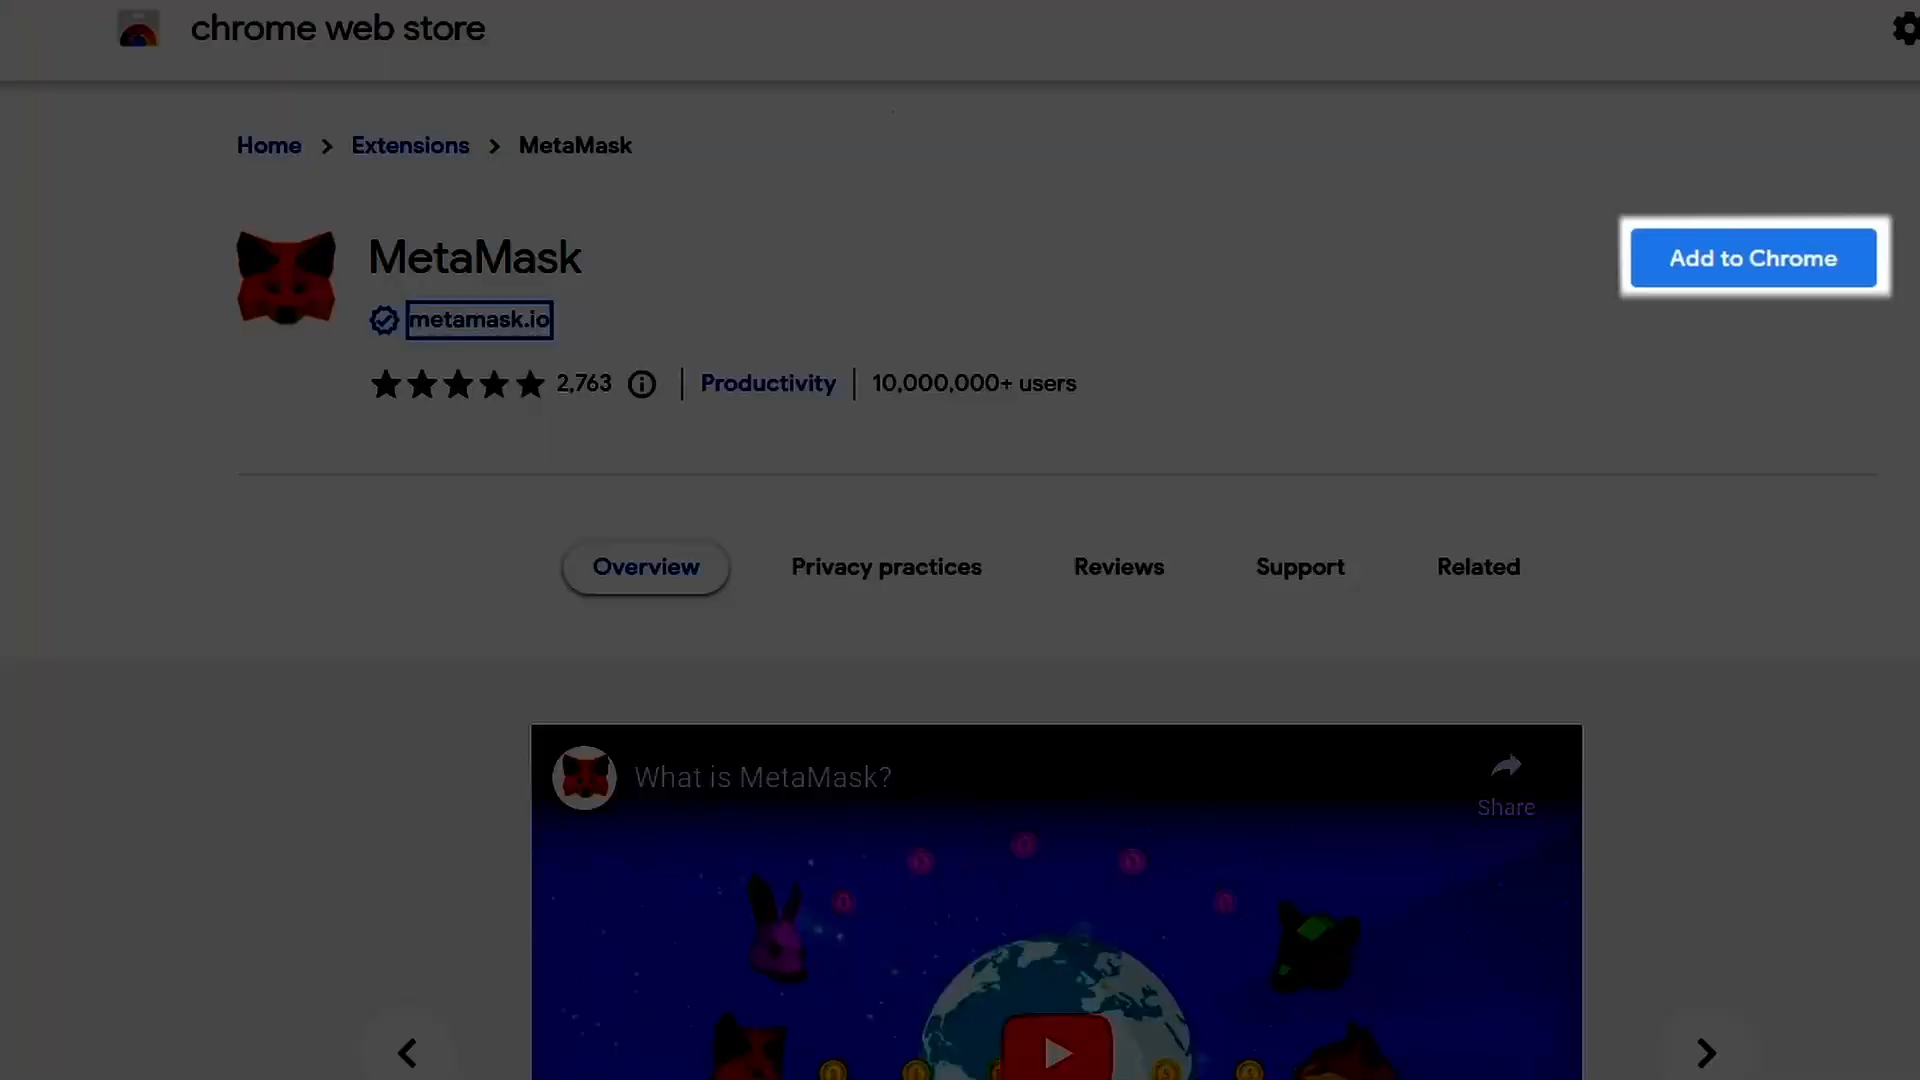 chrome web store
Home > Extensions > MetaMask
MetaMask
metamask.io
Add to Chrome
2,763 | Productivity | 10,000,000+ users
Overview
Privacy practices
Reviews
Support
Related
What is MetaMask?
Share